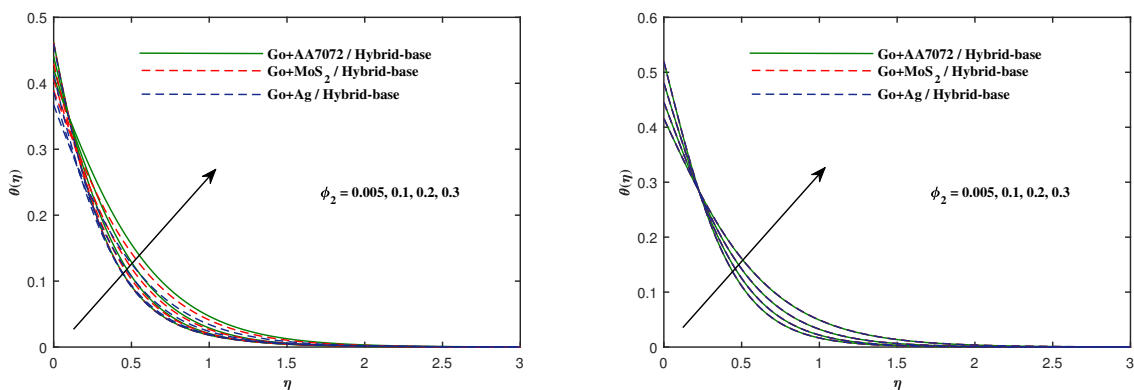 0.5
0.4
0.3
0.2
0.1
0
θ(η)
Go+AA7072 / Hybrid-base
Go+MoS₂ / Hybrid-base
Go+Ag / Hybrid-base
ϕ₂ = 0.005, 0.1, 0.2, 0.3
0 0.5 1 1.5 2 2.5 3
η
0.6
0.5
0.4
0.3
0.2
0.1
0
θ(η)
Go+AA7072 / Hybrid-base
Go+MoS₂ / Hybrid-base
Go+Ag / Hybrid-base
ϕ₂ = 0.005, 0.1, 0.2, 0.3
0 0.5 1 1.5 2 2.5 3
η